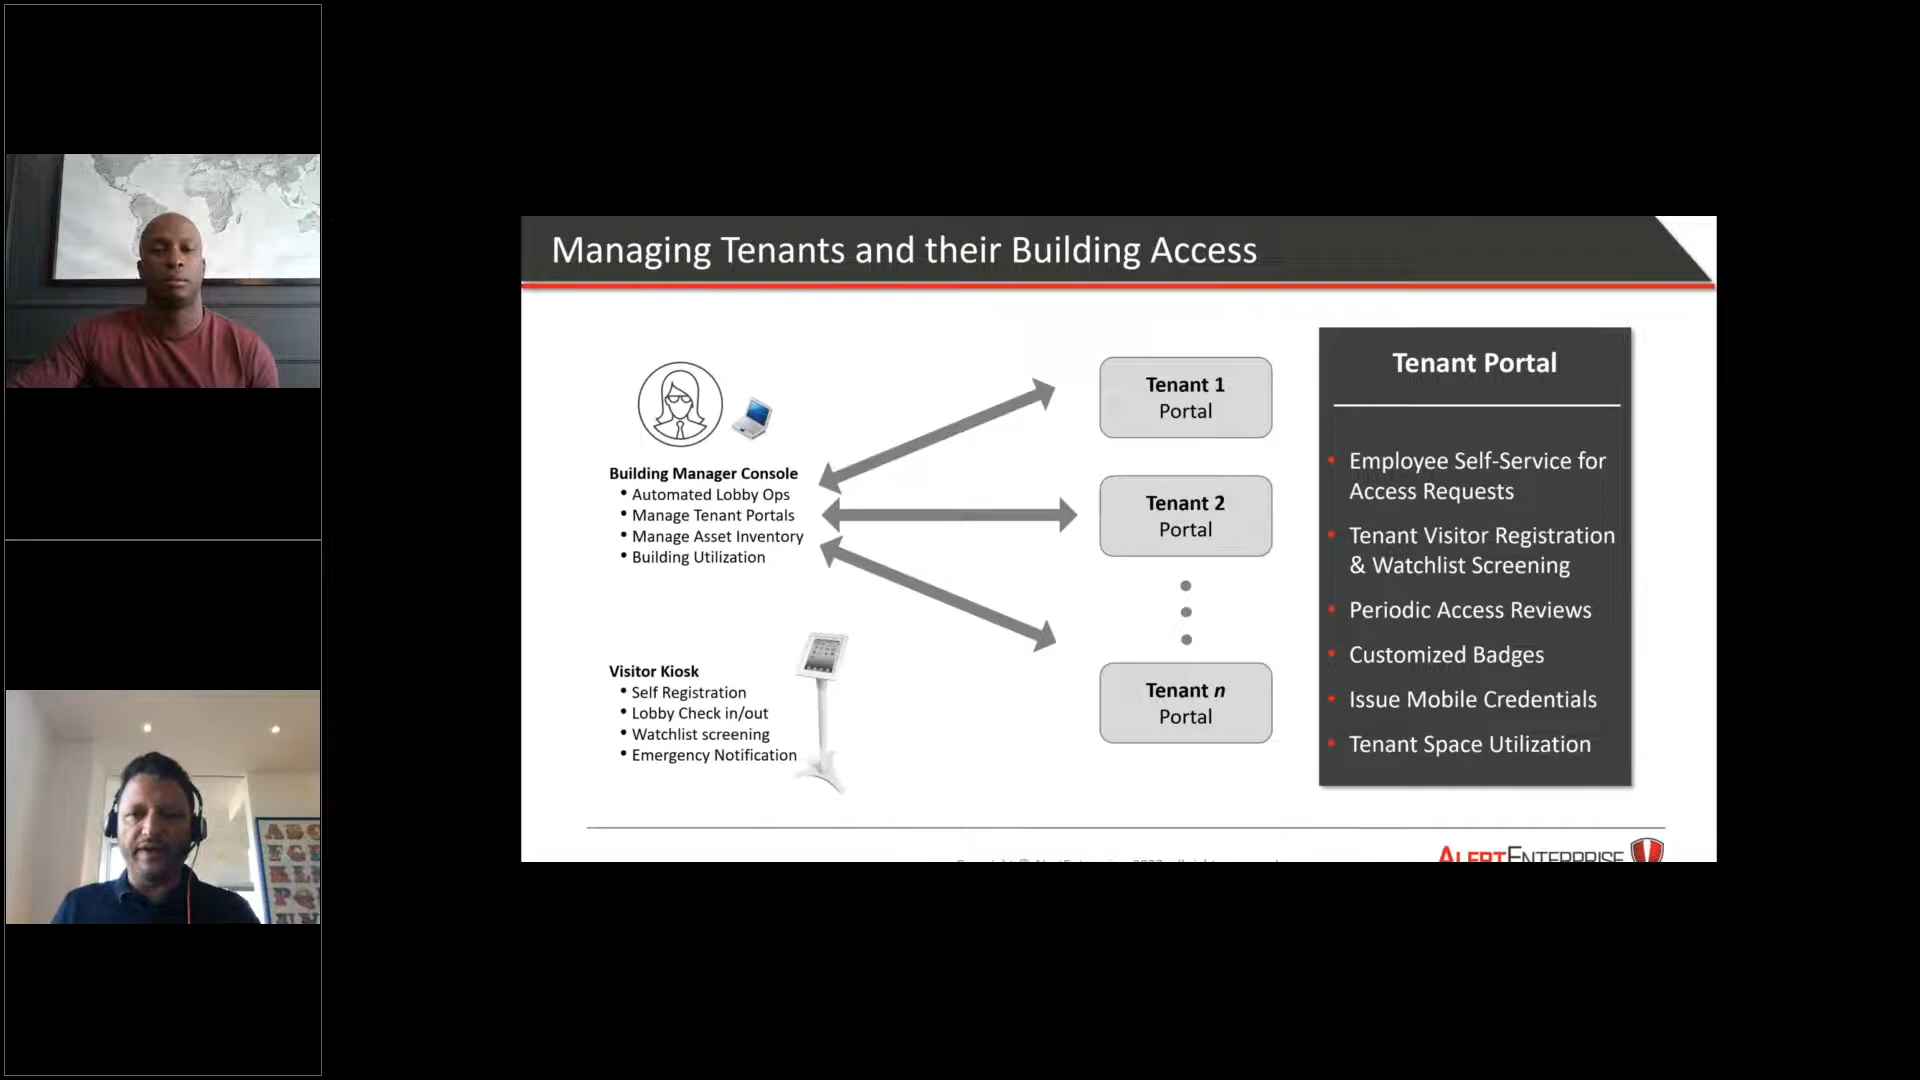 Managing Tenants and their Building Access
Building Manager Console
• Automated Lobby Ops
• Manage Tenant Portals
• Manage Asset Inventory
• Building Utilization
Visitor Kiosk
• Self Registration
• Lobby Check in/out
• Watchlist screening
• Emergency Notification
Tenant 1
Portal
Tenant 2
Portal
Tenant n
Portal
Tenant Portal
• Employee Self-Service for
Access Requests
• Tenant Visitor Registration
& Watchlist Screening
• Periodic Access Reviews
• Customized Badges
• Issue Mobile Credentials
• Tenant Space Utilization
ALERTENTERPRISE